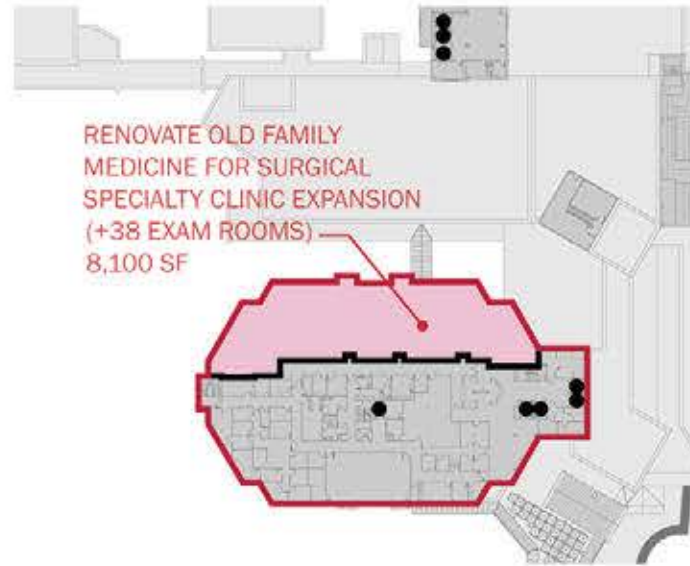 RENOVATE OLD FAMILY
MEDICINE FOR SURGICAL
SPECIALTY CLINIC EXPANSION
(+38 EXAM ROOMS)
8,100 SF